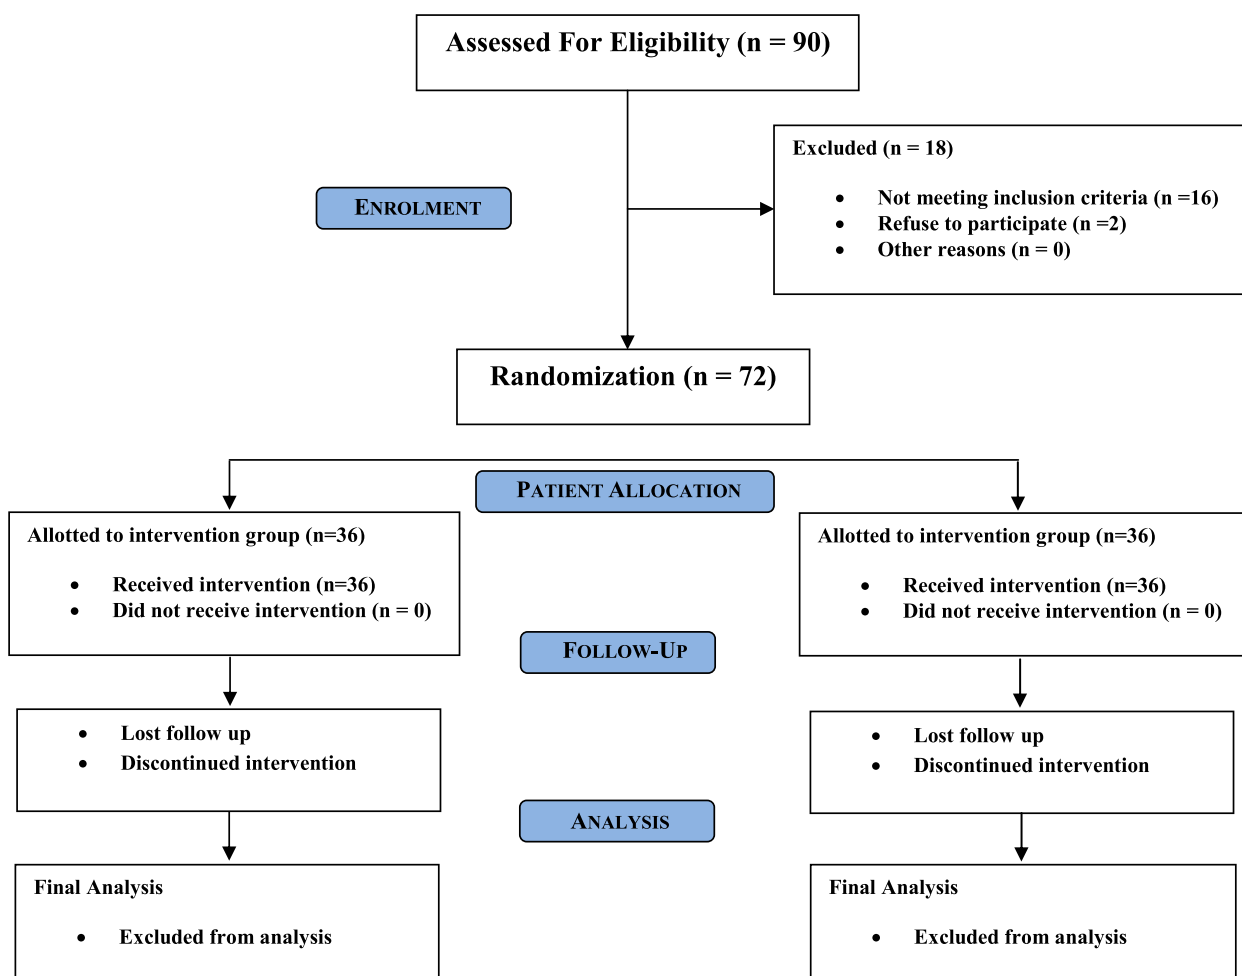 Assessed For Eligibility (n = 90)
Excluded (n = 18)
• Not meeting inclusion criteria (n =16)
• Refuse to participate (n =2)
• Other reasons (n = 0)
ENROLMENT
Randomization (n = 72)
PATIENT ALLOCATION
Allotted to intervention group (n=36)
• Received intervention (n=36)
• Did not receive intervention (n = 0)
Allotted to intervention group (n=36)
• Received intervention (n=36)
• Did not receive intervention (n = 0)
FOLLOW-UP
• Lost follow up
• Discontinued intervention
• Lost follow up
• Discontinued intervention
ANALYSIS
Final Analysis
• Excluded from analysis
Final Analysis
• Excluded from analysis